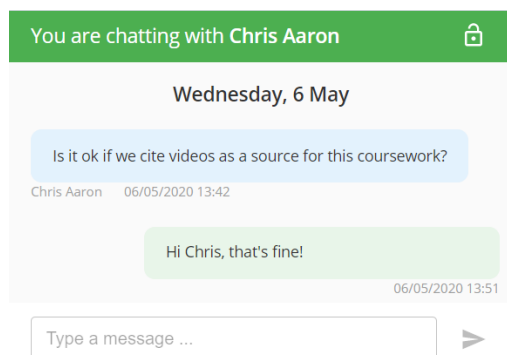 You are chatting with Chris Aaron
Wednesday, 6 May
Is it ok if we cite videos as a source for this coursework?
Chris Aaron 06/05/2020 13:42
Hi Chris, that's fine!
06/05/2020 13:51
Type a message ...